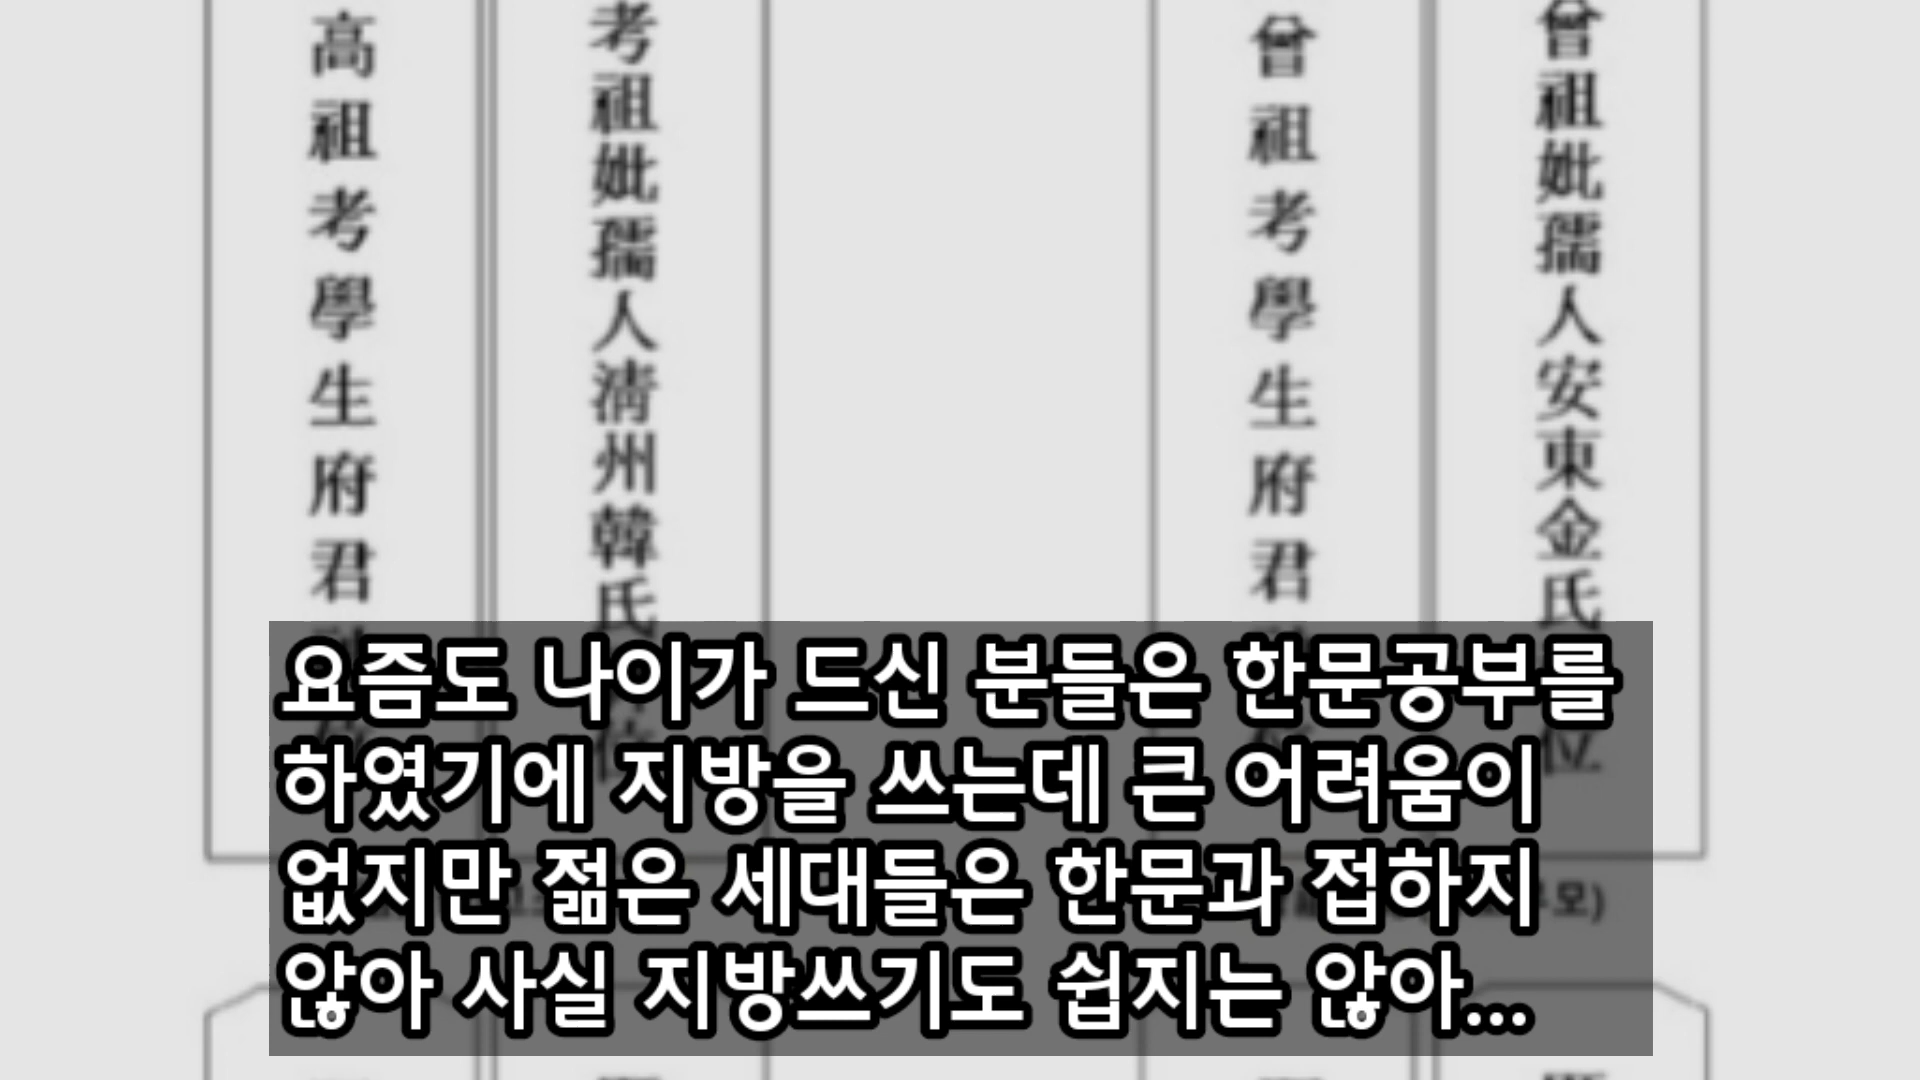 高祖考學生府君
考祖妣孺人淸州韓氏
曾祖考學生府君
曾祖妣孺人安東金氏
位
모)
요즘도 나이가 드신 분들은 한문공부를
하였기에 지방을 쓰는데 큰 어려움이
없지만 젊은 세대들은 한문과 접하지
않아 사실 지방쓰기도 쉽지는 않아...